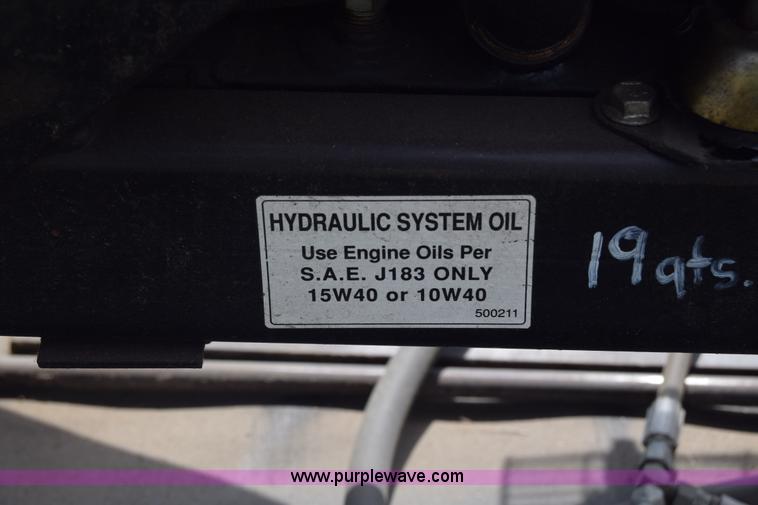 HYDRAULIC SYSTEM OIL
Use Engine Oils Per
S.A.E. J183 ONLY
15W40 or 10W40
500211
19 qts.
www.purplewave.com